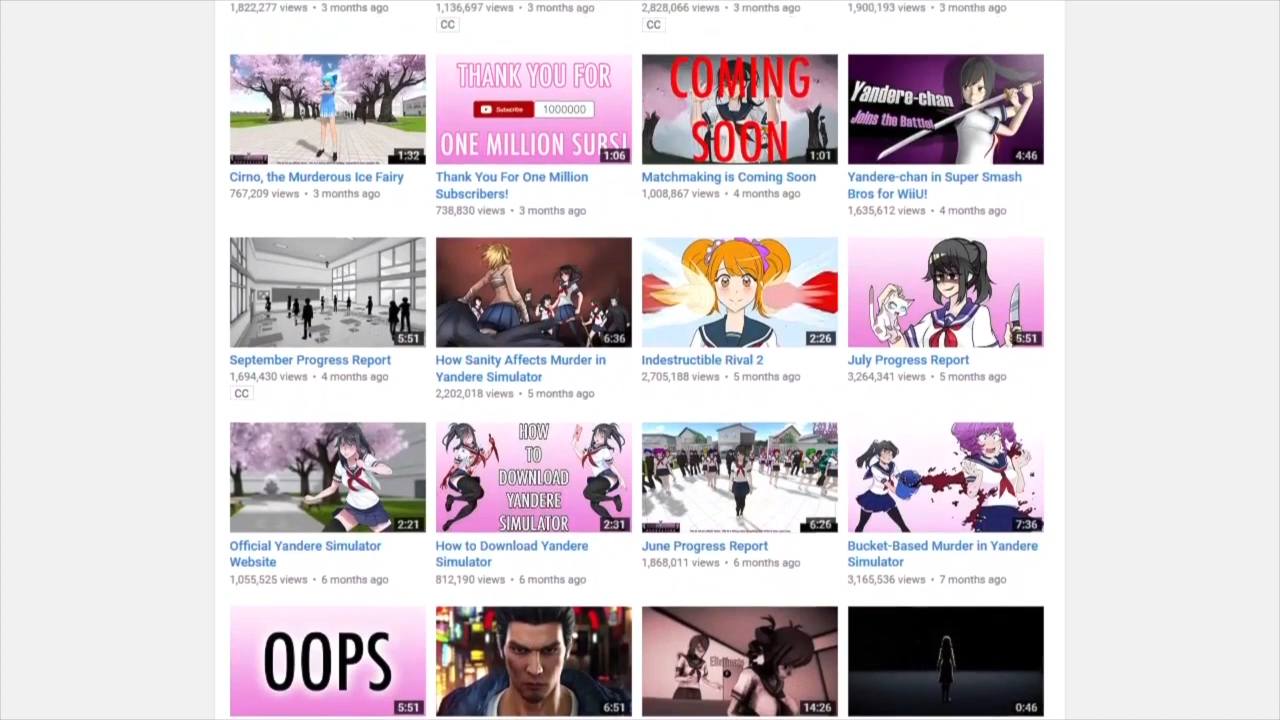 1,822,277 views • 3 months ago
1,136,697 views • 3 months ago
2,828,066 views • 3 months ago
1,900,193 views • 3 months ago
CC
CC
1:32
THANK YOU FOR
Subscribe 1000000
ONE MILLION SUBS!
1:06
COMING
SOON
1:01
Yandere-chan
Joins the Battle!
4:46
Cirno, the Murderous Ice Fairy
767,209 views • 3 months ago
Thank You For One Million
Subscribers!
738,830 views • 3 months ago
Matchmaking is Coming Soon
1,008,867 views • 4 months ago
Yandere-chan in Super Smash
Bros for WiiU!
1,635,612 views • 4 months ago
5:51
6:36
2:26
5:51
September Progress Report
1,694,430 views • 4 months ago
CC
How Sanity Affects Murder in
Yandere Simulator
2,202,018 views • 5 months ago
Indestructible Rival 2
2,705,188 views • 5 months ago
July Progress Report
3,264,341 views • 5 months ago
2:21
HOW
TO
DOWNLOAD
YANDERE
SIMULATOR
2:31
6:26
7:36
Official Yandere Simulator
Website
1,055,525 views • 6 months ago
How to Download Yandere
Simulator
812,190 views • 6 months ago
June Progress Report
1,868,011 views • 6 months ago
Bucket-Based Murder in Yandere
Simulator
3,165,536 views • 7 months ago
OOPS
5:51
6:51
14:26
0:46